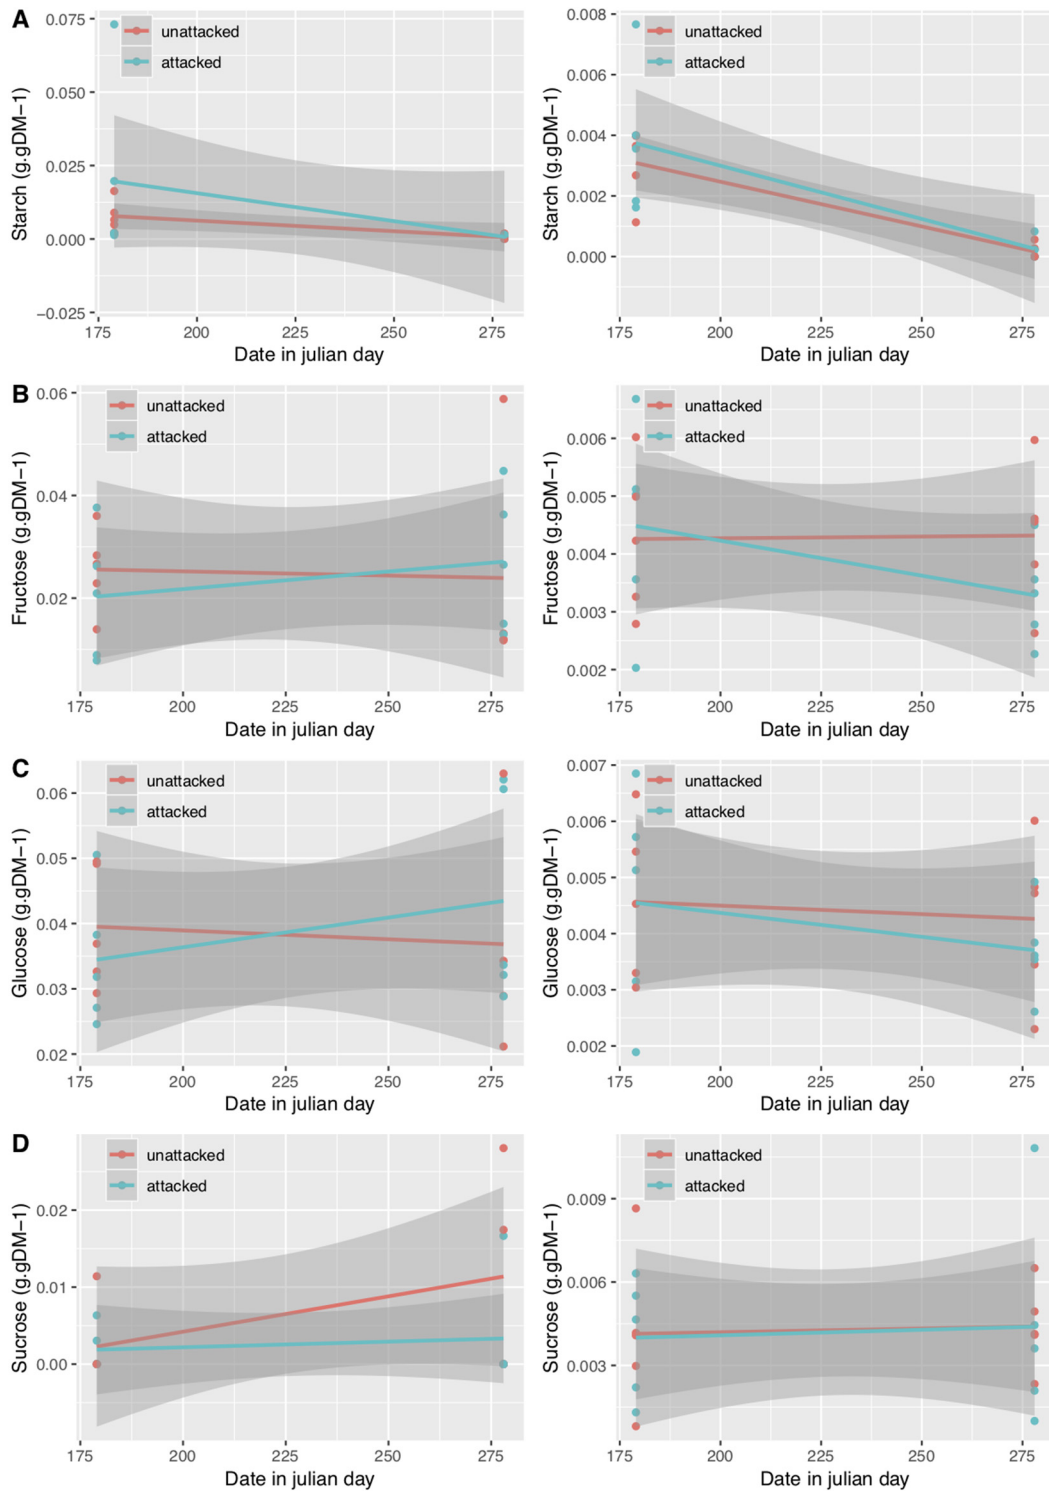 A
0.075
0.050
0.025
0.000
−0.025
Starch (g.gDM−1)
unattacked
attacked
175 200 225 250 275
Date in julian day
0.008
0.006
0.004
0.002
0.000
Starch (g.gDM−1)
unattacked
attacked
175 200 225 250 275
Date in julian day
B
0.06
0.04
0.02
Fructose (g.gDM−1)
unattacked
attacked
175 200 225 250 275
Date in julian day
0.006
0.005
0.004
0.003
0.002
Fructose (g.gDM−1)
unattacked
attacked
175 200 225 250 275
Date in julian day
C
0.06
0.05
0.04
0.03
0.02
Glucose (g.gDM−1)
unattacked
attacked
175 200 225 250 275
Date in julian day
0.007
0.006
0.005
0.004
0.003
0.002
Glucose (g.gDM−1)
unattacked
attacked
175 200 225 250 275
Date in julian day
D
0.02
0.01
0.00
Sucrose (g.gDM−1)
unattacked
attacked
175 200 225 250 275
Date in julian day
0.009
0.006
0.003
Sucrose (g.gDM−1)
unattacked
attacked
175 200 225 250 275
Date in julian day